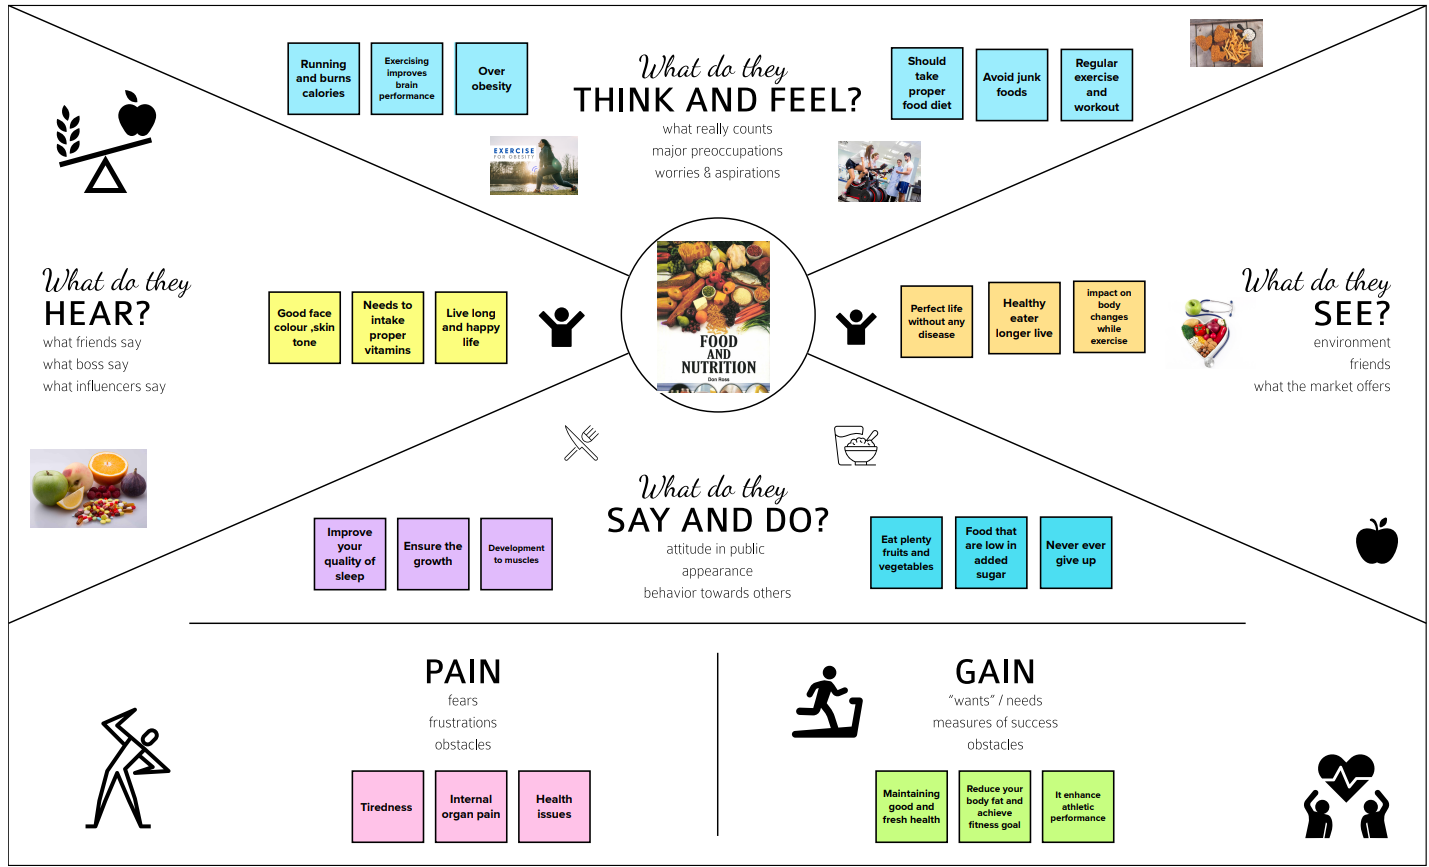 Running
and burns
calories
Exercising
improves
brain
performance
Over
obesity
What do they
THINK AND FEEL?
what really counts
major preoccupations
worries & aspirations
Should
take
proper
food diet
Avoid junk
foods
Regular
exercise
and
workout
EXERCISE
FOR OBESITY
What do they
HEAR?
what friends say
what boss say
what influencers say
Good face
colour ,skin
tone
Needs to
intake
proper
vitamins
Live long
and happy
life
FOOD
AND
NUTRITION
Don Ross
Perfect life
without any
disease
Healthy
eater
longer live
impact on
body
changes
while
exercise
What do they
SEE?
environment
friends
what the market offers
What do they
SAY AND DO?
attitude in public
appearance
behavior towards others
Improve
your
quality of
sleep
Ensure the
growth
Development
to muscles
Eat plenty
fruits and
vegetables
Food that
are low in
added
sugar
Never ever
give up
PAIN
fears
frustrations
obstacles
Tiredness
Internal
organ pain
Health
issues
GAIN
“wants” / needs
measures of success
obstacles
Maintaining
good and
fresh health
Reduce your
body fat and
achieve
fitness goal
It enhance
athletic
performance